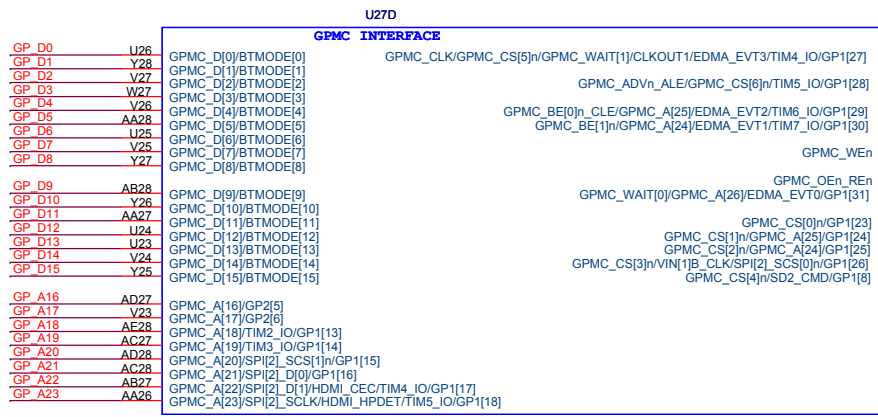 U27D
GPMC INTERFACE
GP_D0 U26 GPMC_D[0]/BTMODE[0] GPMC_CLK/GPMC_CS[5]n/GPMC_WAIT[1]/CLKOUT1/EDMA_EVT3/TIM4_IO/GP1[27]
GP_D1 Y28 GPMC_D[1]/BTMODE[1]
GP_D2 V27 GPMC_D[2]/BTMODE[2] GPMC_ADVn_ALE/GPMC_CS[6]n/TIM5_IO/GP1[28]
GP_D3 W27 GPMC_D[3]/BTMODE[3]
GP_D4 V26 GPMC_D[4]/BTMODE[4] GPMC_BE[0]n_CLE/GPMC_A[25]/EDMA_EVT2/TIM6_IO/GP1[29]
GP_D5 AA28 GPMC_D[5]/BTMODE[5] GPMC_BE[1]n/GPMC_A[24]/EDMA_EVT1/TIM7_IO/GP1[30]
GP_D6 U25 GPMC_D[6]/BTMODE[6]
GP_D7 V25 GPMC_D[7]/BTMODE[7] GPMC_WEn
GP_D8 Y27 GPMC_D[8]/BTMODE[8]
GPMC_OEn_REn
GP_D9 AB28 GPMC_D[9]/BTMODE[9] GPMC_WAIT[0]/GPMC_A[26]/EDMA_EVT0/GP1[31]
GP_D10 Y26 GPMC_D[10]/BTMODE[10]
GP_D11 AA27 GPMC_D[11]/BTMODE[11] GPMC_CS[0]n/GP1[23]
GP_D12 U24 GPMC_D[12]/BTMODE[12] GPMC_CS[1]n/GPMC_A[25]/GP1[24]
GP_D13 U23 GPMC_D[13]/BTMODE[13] GPMC_CS[2]n/GPMC_A[24]/GP1[25]
GP_D14 V24 GPMC_D[14]/BTMODE[14] GPMC_CS[3]n/VIN[1]B_CLK/SPI[2]_SCS[0]n/GP1[26]
GP_D15 Y25 GPMC_D[15]/BTMODE[15] GPMC_CS[4]n/SD2_CMD/GP1[8]
GP_A16 AD27 GPMC_A[16]/GP2[5]
GP_A17 V23 GPMC_A[17]/GP2[6]
GP_A18 AE28 GPMC_A[18]/TIM2_IO/GP1[13]
GP_A19 AC27 GPMC_A[19]/TIM3_IO/GP1[14]
GP_A20 AD28 GPMC_A[20]/SPI[2]_SCS[1]n/GP1[15]
GP_A21 AC28 GPMC_A[21]/SPI[2]_D[0]/GP1[16]
GP_A22 AB27 GPMC_A[22]/SPI[2]_D[1]/HDMI_CEC/TIM4_IO/GP1[17]
GP_A23 AA26 GPMC_A[23]/SPI[2]_SCLK/HDMI_HPDET/TIM5_IO/GP1[18]